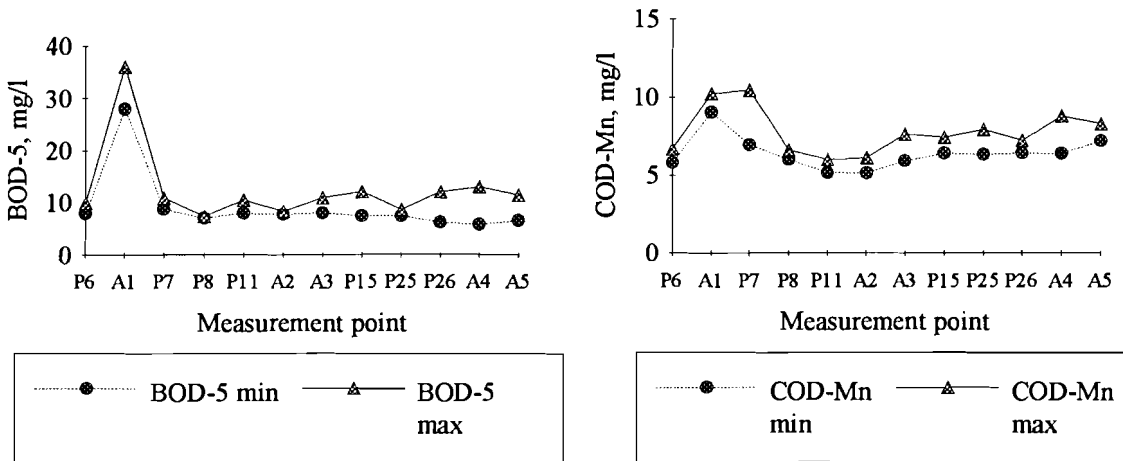 BOD-5, mg/l
40
30
20
10
0
P6 A1 P7 P8 P11 A2 A3 P15 P25 P26 A4 A5
Measurement point
BOD-5 min
BOD-5
max
COD-Mn, mg/l
15
10
5
0
P6 A1 P7 P8 P11 A2 A3 P15 P25 P26 A4 A5
Measurement point
COD-Mn
min
COD-Mn
max